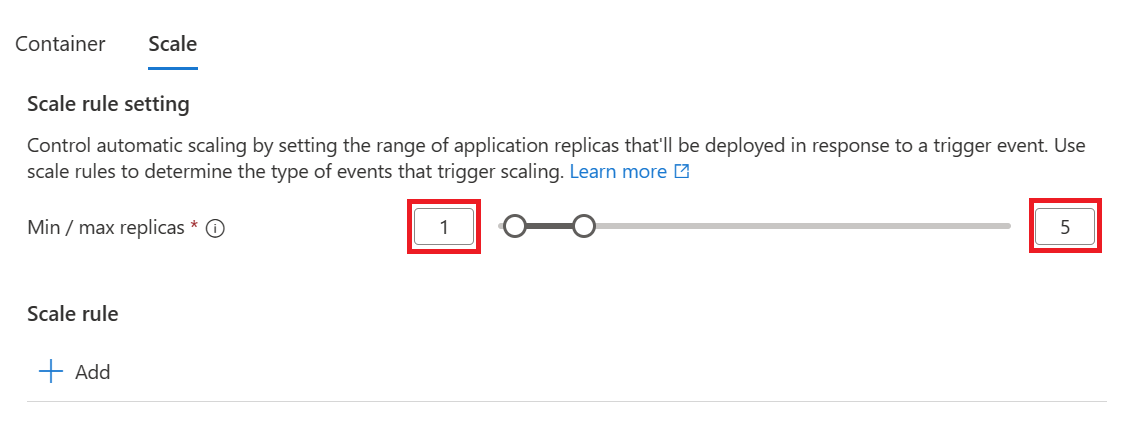 Container Scale
Scale rule setting
Control automatic scaling by setting the range of application replicas that'll be deployed in response to a trigger event. Use
scale rules to determine the type of events that trigger scaling. Learn more
Min / max replicas * 1 5
Scale rule
Add